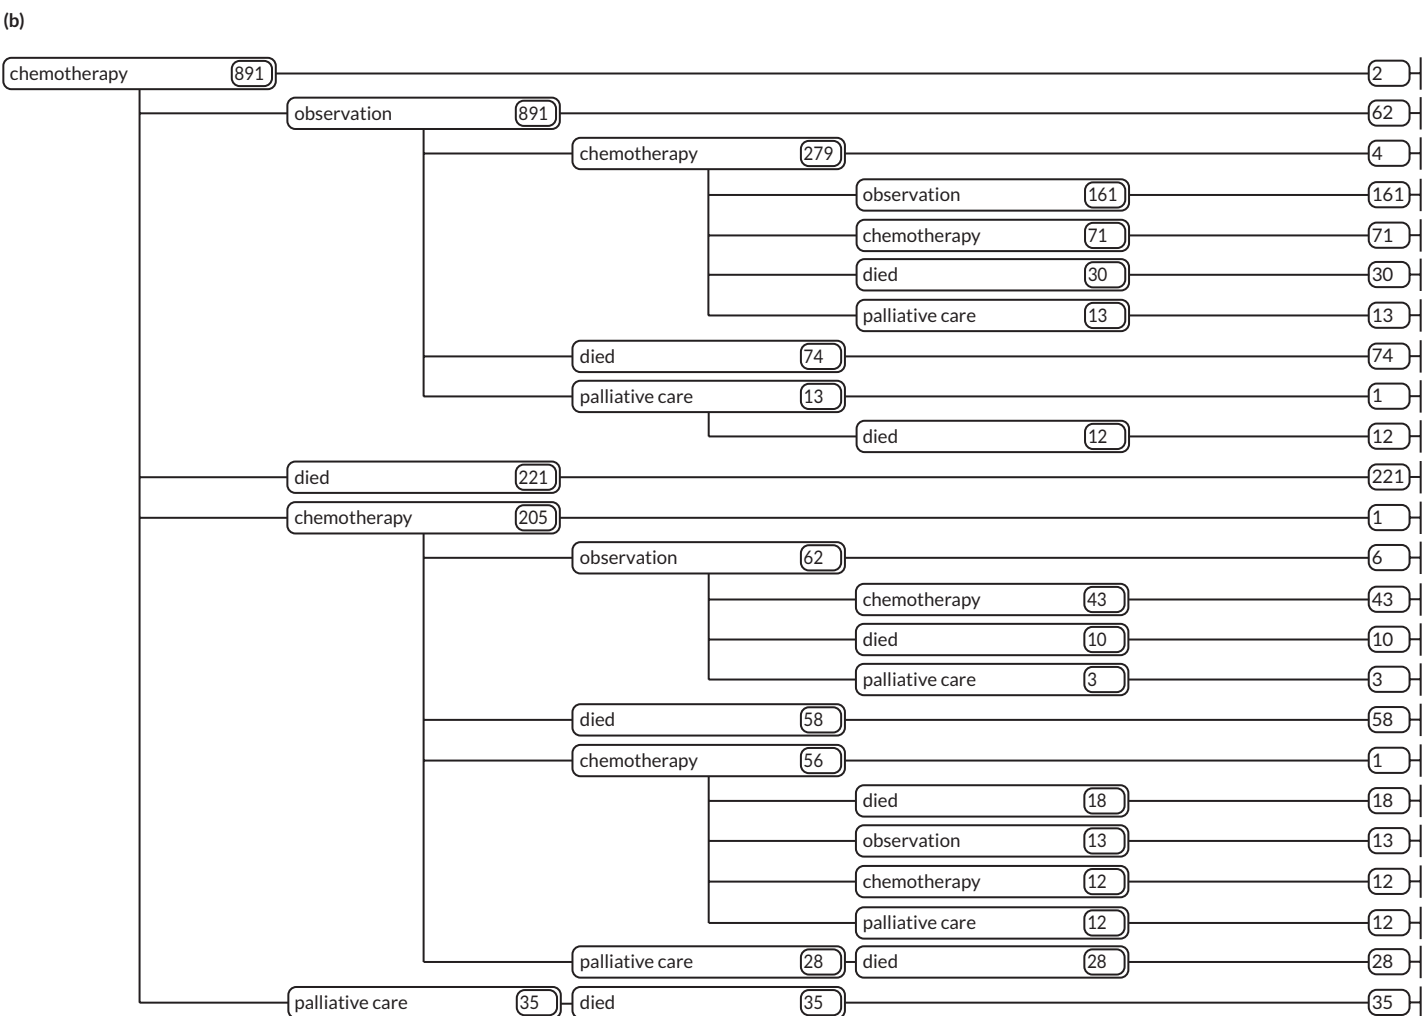 (b)
chemotherapy 891 2
observation 891 62
chemotherapy 279 4
observation 161 161
chemotherapy 71 71
died 30 30
palliative care 13 13
died 74 74
palliative care 13 1
died 12 12
died 221 221
chemotherapy 205 1
observation 62 6
chemotherapy 43 43
died 10 10
palliative care 3 3
died 58 58
chemotherapy 56 1
died 18 18
observation 13 13
chemotherapy 12 12
palliative care 12 12
palliative care 28 died 28 28
palliative care 35 died 35 35